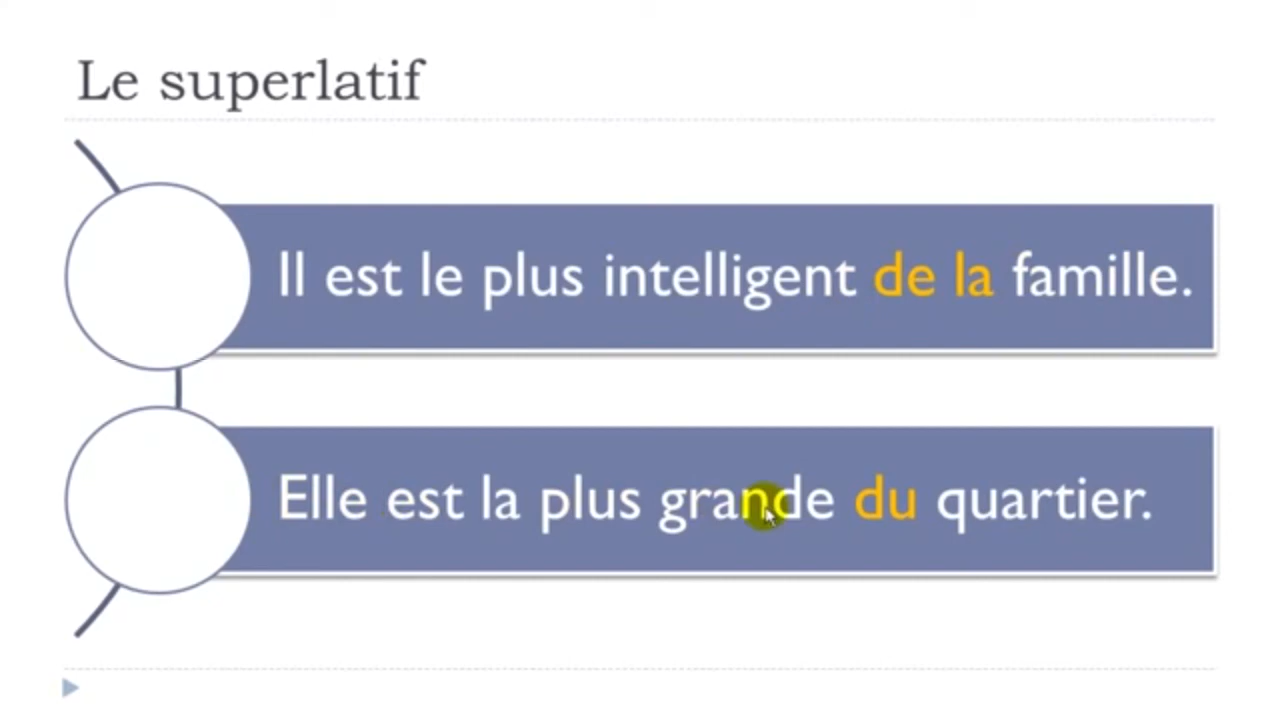 Le superlatif
Il est le plus intelligent de la famille.
Elle est la plus grande du quartier.